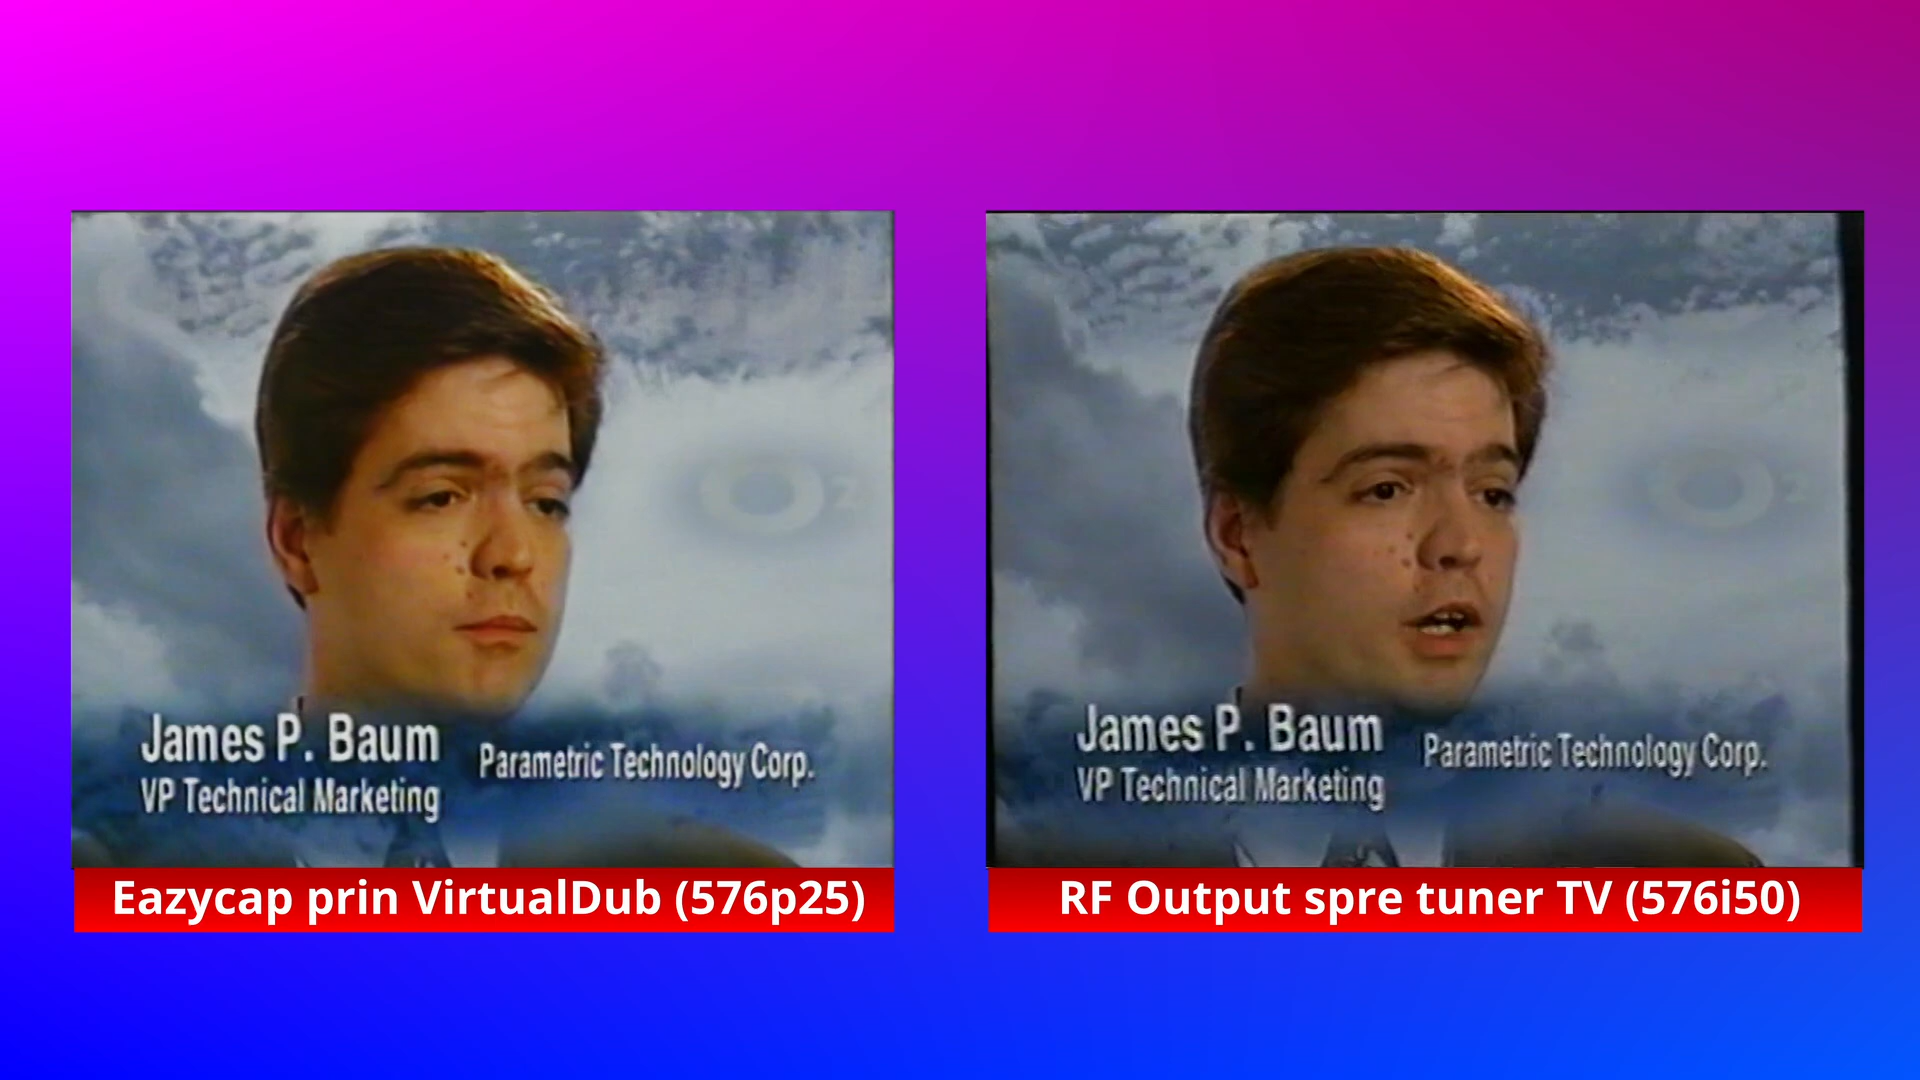 James P. Baum
VP Technical Marketing
Parametric Technology Corp.
Eazycap prin VirtualDub (576p25)
James P. Baum
VP Technical Marketing
Parametric Technology Corp.
RF Output spre tuner TV (576i50)